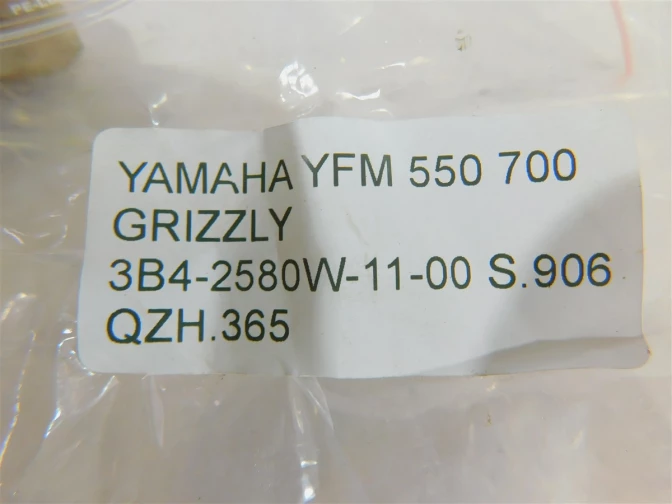 YAMAHA YFM 550 700
GRIZZLY
3B4-2580W-11-00 S.906
QZH.365